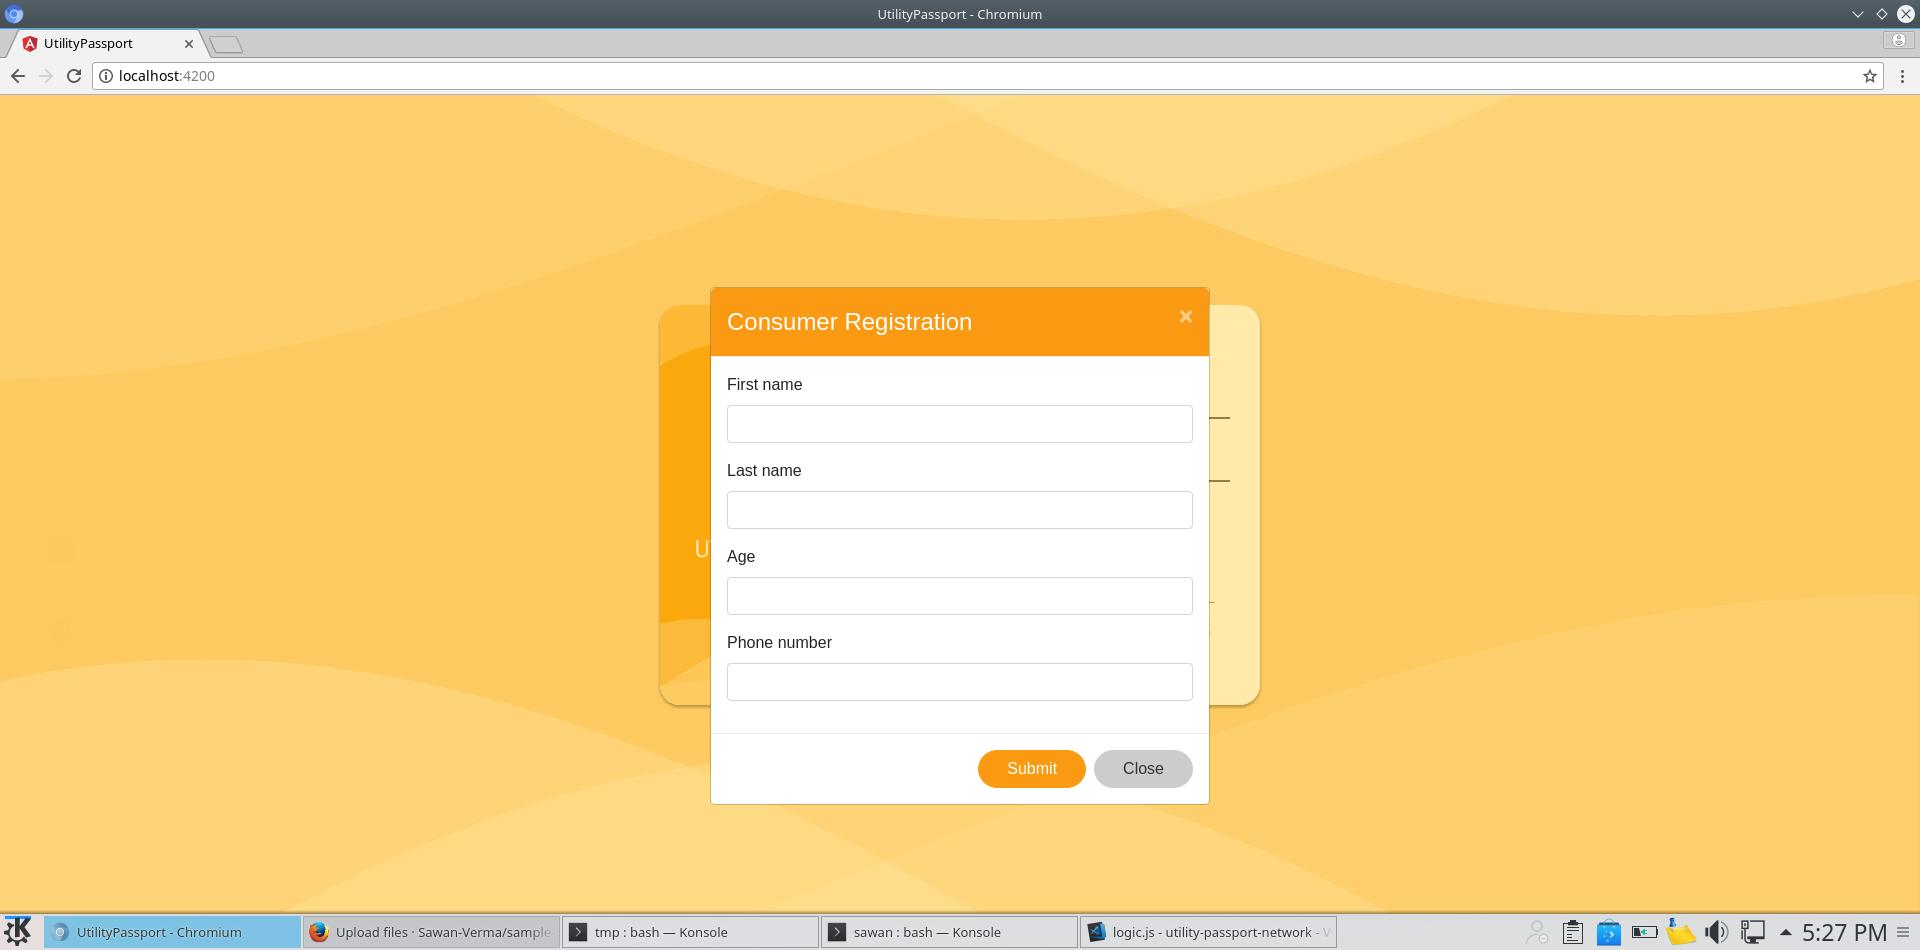 UtilityPassport - Chromium
UtilityPassport
localhost:4200
Consumer Registration
First name
Last name
Age
Phone number
Submit
Close
UtilityPassport - Chromium
Upload files · Sawan-Verma/sample-
tmp : bash — Konsole
sawan : bash — Konsole
logic.js - utility-passport-network - V
5:27 PM